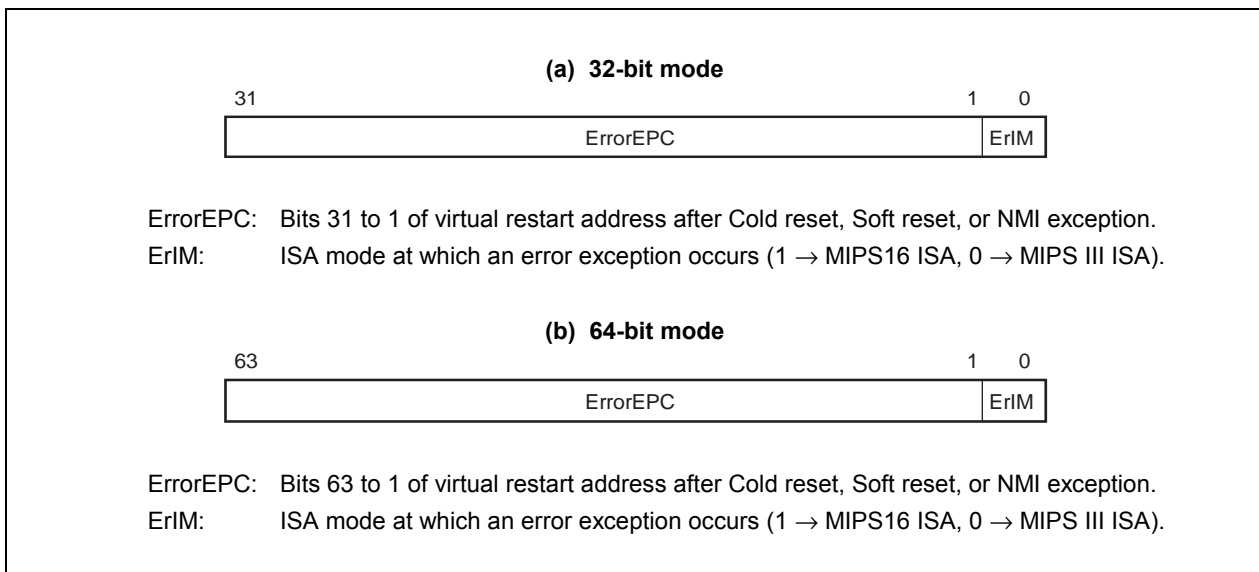 (a) 32-bit mode
31 1 0
ErrorEPC ErIM
ErrorEPC: Bits 31 to 1 of virtual restart address after Cold reset, Soft reset, or NMI exception.
ErIM: ISA mode at which an error exception occurs (1 → MIPS16 ISA, 0 → MIPS III ISA).
(b) 64-bit mode
63 1 0
ErrorEPC ErIM
ErrorEPC: Bits 63 to 1 of virtual restart address after Cold reset, Soft reset, or NMI exception.
ErIM: ISA mode at which an error exception occurs (1 → MIPS16 ISA, 0 → MIPS III ISA).